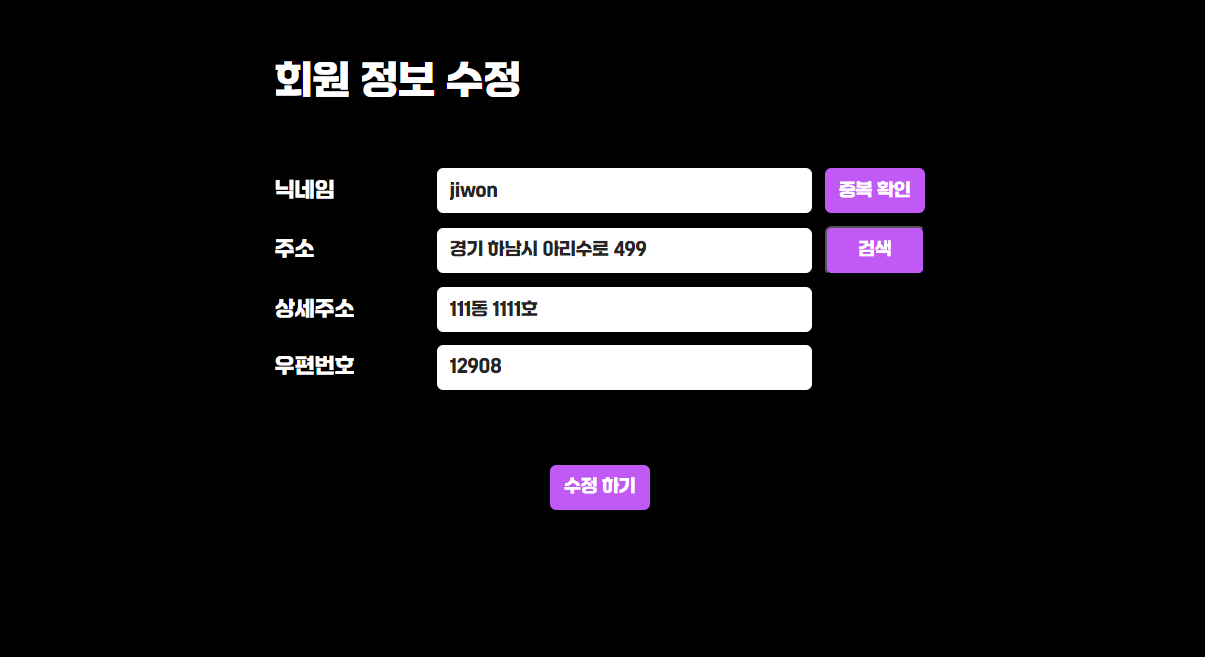 회원 정보 수정
닉네임 jiwon 중복 확인
주소 경기 하남시 아리수로 499 검색
상세주소 111동 1111호
우편번호 12908
수정 하기